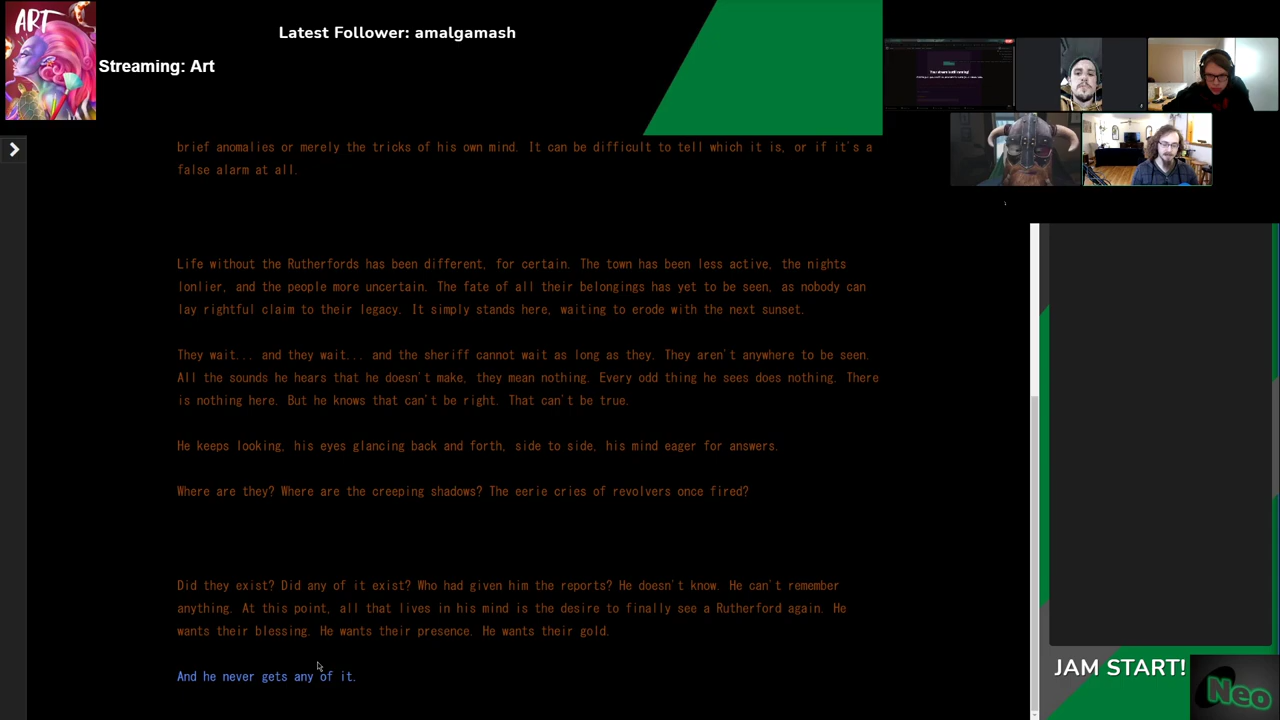 ART
Latest Follower: amalgamash
Streaming: Art
brief anomalies or merely the tricks of his own mind. It can be difficult to tell which it is, or if it's a
false alarm at all.
Life without the Rutherfords has been different, for certain. The town has been less active, the nights
lonlier, and the people more uncertain. The fate of all their belongings has yet to be seen, as nobody can
lay rightful claim to their legacy. It simply stands here, waiting to erode with the next sunset.
They wait... and they wait... and the sheriff cannot wait as long as they. They aren't anywhere to be seen.
All the sounds he hears that he doesn't make, they mean nothing. Every odd thing he sees does nothing. There
is nothing here. But he knows that can't be right. That can't be true.
He keeps looking, his eyes glancing back and forth, side to side, his mind eager for answers.
Where are they? Where are the creeping shadows? The eerie cries of revolvers once fired?
Did they exist? Did any of it exist? Who had given him the reports? He doesn't know. He can't remember
anything. At this point, all that lives in his mind is the desire to finally see a Rutherford again. He
wants their blessing. He wants their presence. He wants their gold.
And he never gets any of it.
JAM START!
Neo